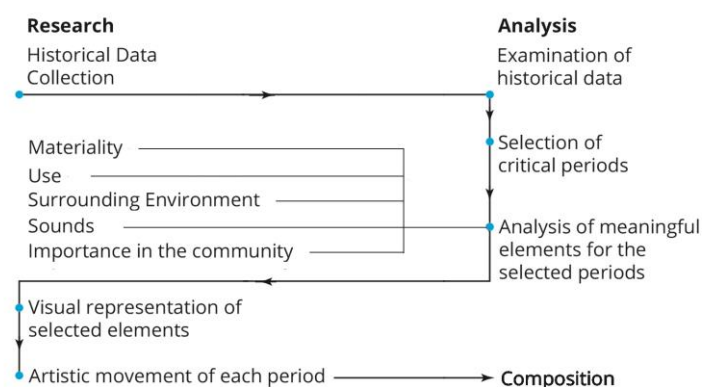 Research
Historical Data
Collection
Analysis
Examination of
historical data
Selection of
critical periods
Materiality
Use
Surrounding Environment
Sounds
Importance in the community
Analysis of meaningful
elements for the
selected periods
Visual representation of
selected elements
Artistic movement of each period
Composition